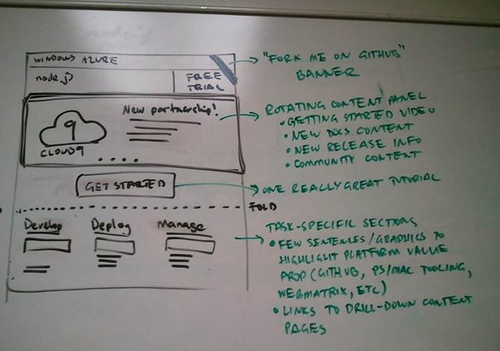 WINDOWS AZURE
node.js
FREE
TRIAL
"FORK ME ON GITHUB"
BANNER
New partnership!
9
CLOUD9
ROTATING CONTENT PANEL
• GETTING STARTED VIDEO
• NEW DOCS CONTENT
• NEW RELEASE INFO
• COMMUNITY CONTENT
GET STARTED
ONE REALLY GREAT TUTORIAL
FOLD
Develop
Deploy
Manage
TASK-SPECIFIC SECTIONS
• FEW SENTENCES/GRAPHICS TO
HIGHLIGHT PLATFORM VALUE
PROP (GITHUB, PS/MAC TOOLING,
WEBMATRIX, ETC)
• LINKS TO DRILL-DOWN CONTENT
PAGES